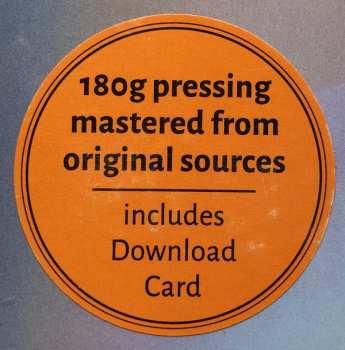 180g pressing
mastered from
original sources
includes
Download
Card